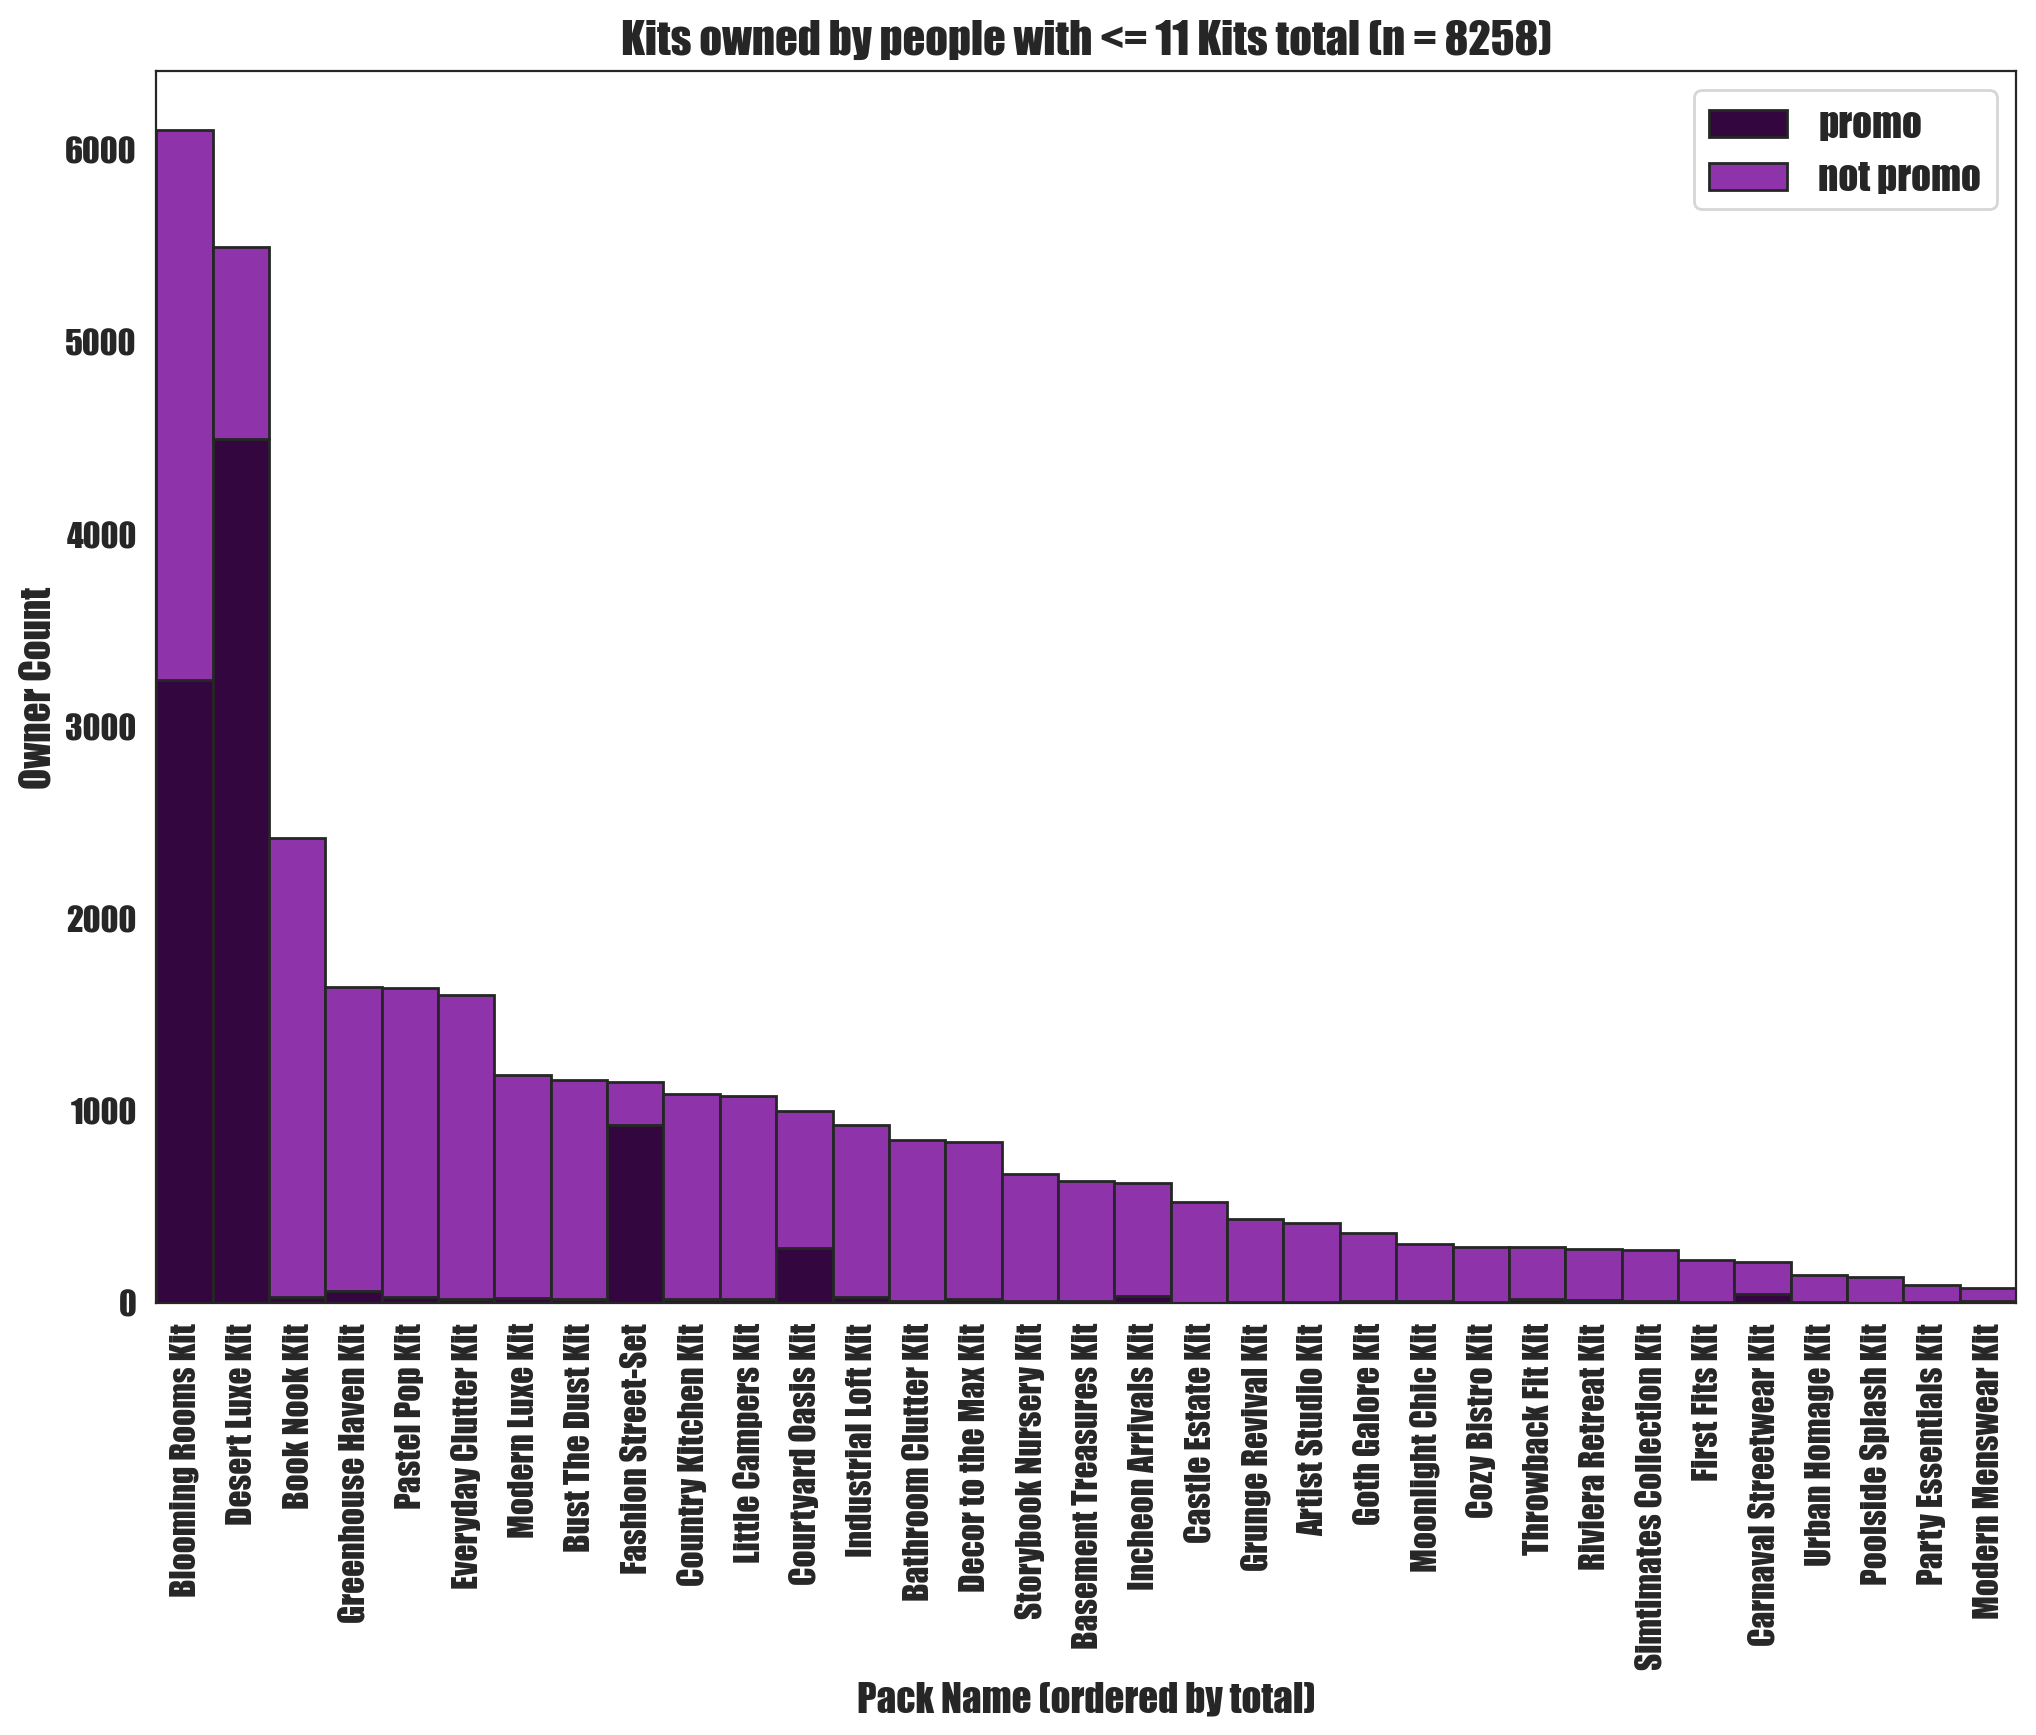 Kits owned by people with <= 11 Kits total (n = 8258)
promo
not promo
Owner Count
6000
5000
4000
3000
2000
1000
0
Blooming Rooms Kit
Desert Luxe Kit
Book Nook Kit
Greenhouse Haven Kit
Pastel Pop Kit
Everyday Clutter Kit
Modern Luxe Kit
Bust The Dust Kit
Fashion Street-Set
Country Kitchen Kit
Little Campers Kit
Courtyard Oasis Kit
Industrial Loft Kit
Bathroom Clutter Kit
Decor to the Max Kit
Storybook Nursery Kit
Basement Treasures Kit
Incheon Arrivals Kit
Castle Estate Kit
Grunge Revival Kit
Artist Studio Kit
Goth Galore Kit
Moonlight Chic Kit
Cozy Bistro Kit
Throwback Fit Kit
Riviera Retreat Kit
Simtimates Collection Kit
First Fits Kit
Carnaval Streetwear Kit
Urban Homage Kit
Poolside Splash Kit
Party Essentials Kit
Modern Menswear Kit
Pack Name (ordered by total)